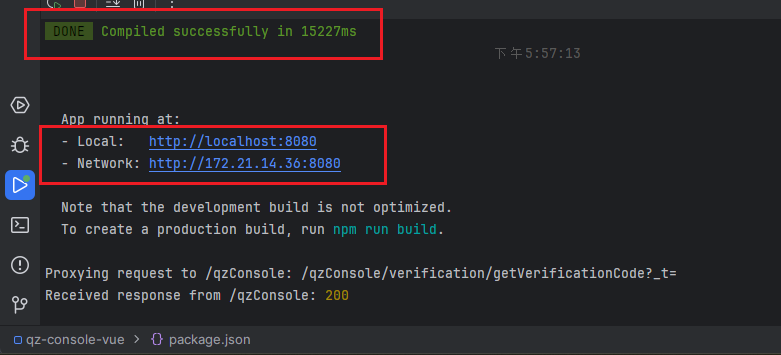 DONE Compiled successfully in 15227ms
下午5:57:13
App running at:
- Local: http://localhost:8080
- Network: http://172.21.14.36:8080
Note that the development build is not optimized.
To create a production build, run npm run build.
Proxying request to /qzConsole: /qzConsole/verification/getVerificationCode?_t=
Received response from /qzConsole: 200
qz-console-vue > {} package.json